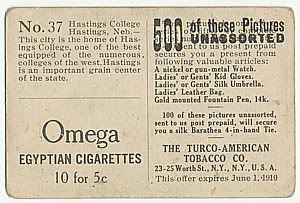 No. 37
Hastings College
Hastings, Neb.—
This city is the home of Has-
tings College, one of the best
equipped of the numerous
colleges of the west. Hastings
is an important grain center
of the state.
Omega
EGYPTIAN CIGARETTES
10 for 5c
500 of these Pictures
UNASSORTED
sent to us post prepaid
secures you a present from
following valuable articles:
A nickel or gun-metal Watch.
Ladies' or Gents' Kid Gloves.
Ladies' or Gents' Silk Umbrella.
Ladies' Leather Bag.
Gold mounted Fountain Pen, 14k.
100 of these pictures unassorted,
sent to us post prepaid will secure
you a silk Barathea 4-in-hand Tie.
THE TURCO-AMERICAN
TOBACCO CO.
23-25 Worth St., N.Y., N.Y., U.S.A.
This offer expires June 1, 1910